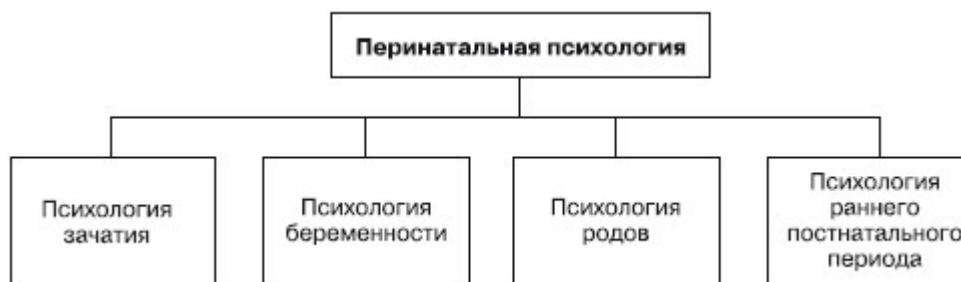 Перинатальная психология
Психология
зачатия
Психология
беременности
Психология
родов
Психология
раннего
постнатального
периода